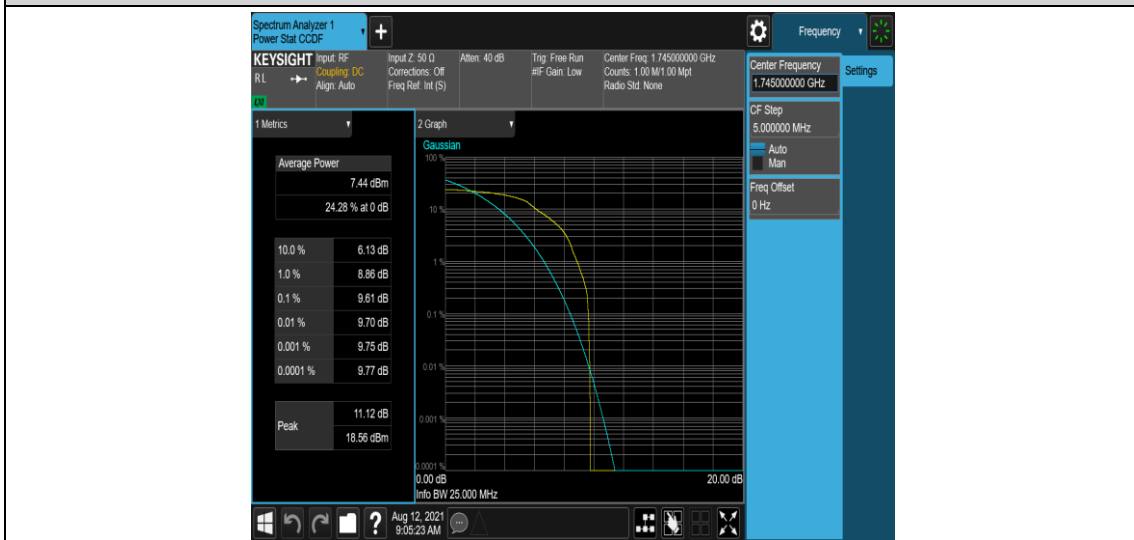 Spectrum Analyzer 1
Power Stat CCDF
+
Frequency
KEYSIGHT
RL
LXI
Input: RF
Coupling: DC
Align: Auto
Input Z: 50 Ω
Corrections: Off
Freq Ref: Int (S)
Atten: 40 dB
Trig: Free Run
#IF Gain: Low
Center Freq: 1.745000000 GHz
Counts: 1.00 M/1.00 Mpt
Radio Std: None
Center Frequency
1.745000000 GHz
Settings
CF Step
5.000000 MHz
Auto
Man
Freq Offset
0 Hz
1 Metrics
Average Power
7.44 dBm
24.28 % at 0 dB
10.0 % 6.13 dB
1.0 % 8.86 dB
0.1 % 9.61 dB
0.01 % 9.70 dB
0.001 % 9.75 dB
0.0001 % 9.77 dB
Peak
11.12 dB
18.56 dBm
2 Graph
Gaussian
100 %
10 %
1 %
0.1 %
0.01 %
0.001 %
0.0001 %
0.00 dB 20.00 dB
Info BW 25.000 MHz
?
Aug 12, 2021
9:05:23 AM